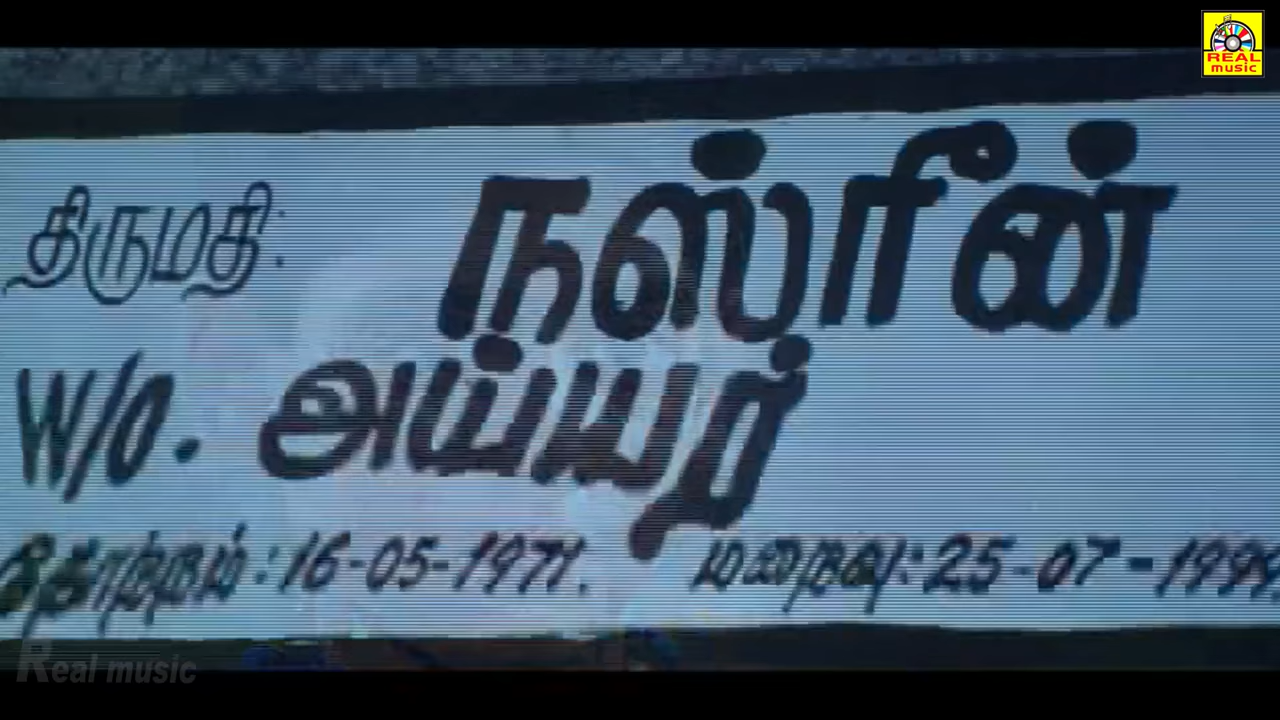 REAL
music
திருமதி: நஸ்ரீன்
W/O. அய்யர்
தோற்றம்: 16-05-1971. மறைவு: 25-07-199
Real music